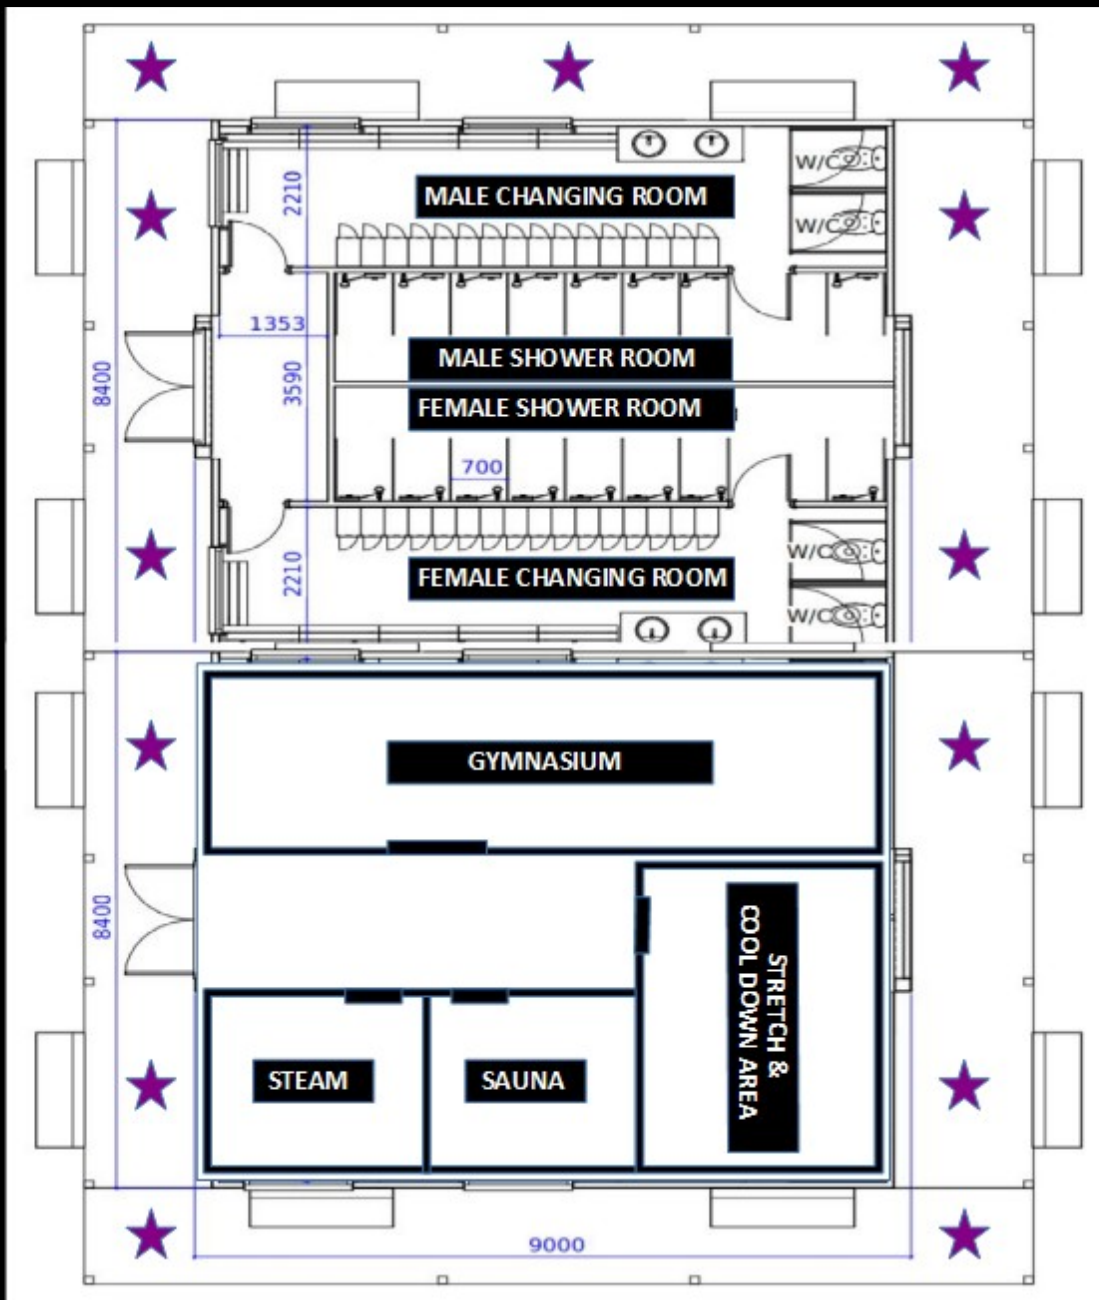 W/C
2210
MALE CHANGING ROOM
W/C
1353
MALE SHOWER ROOM
8400
3590
FEMALE SHOWER ROOM
700
W/C
FEMALE CHANGING ROOM
2210
W/C
GYMNASIUM
8400
STRETCH &
COOL DOWN AREA
STEAM
SAUNA
9000